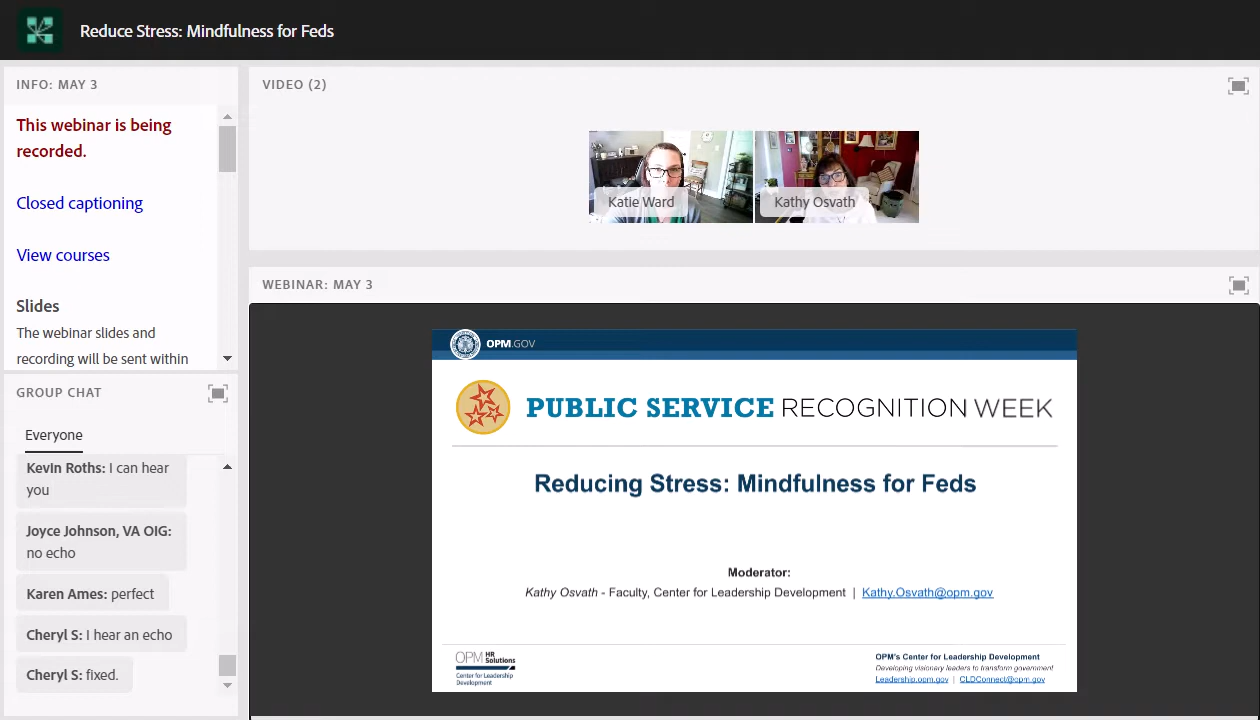 Reduce Stress: Mindfulness for Feds
INFO: MAY 3
This webinar is being
recorded.
Closed captioning
View courses
Slides
The webinar slides and
recording will be sent within
GROUP CHAT
Everyone
Kevin Roths: I can hear
you
Joyce Johnson, VA OIG:
no echo
Karen Ames: perfect
Cheryl S: I hear an echo
Cheryl S: fixed.
VIDEO (2)
Katie Ward
Kathy Osvath
WEBINAR: MAY 3
OPM.GOV
PUBLIC SERVICE RECOGNITION WEEK
Reducing Stress: Mindfulness for Feds
Moderator:
Kathy Osvath - Faculty, Center for Leadership Development | Kathy.Osvath@opm.gov
OPM HR Solutions
Center for Leadership
Development
OPM's Center for Leadership Development
Developing visionary leaders to transform government
Leadership.opm.gov | CLDConnect@opm.gov